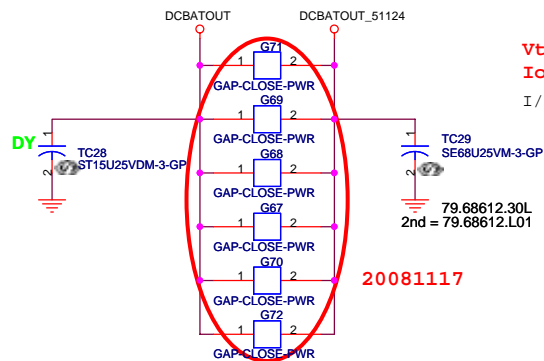 DCBATOUT DCBATOUT_51124
G71
1 2
GAP-CLOSE-PWR
G69
1 2
GAP-CLOSE-PWR
G68
1 2
GAP-CLOSE-PWR
G67
1 2
GAP-CLOSE-PWR
G70
1 2
GAP-CLOSE-PWR
G72
1 2
GAP-CLOSE-PWR
DY
1
2
TC28
ST15U25VDM-3-GP
1
2
TC29
SE68U25VM-3-GP
79.68612.30L
2nd = 79.68612.L01
20081117
Vt
I/